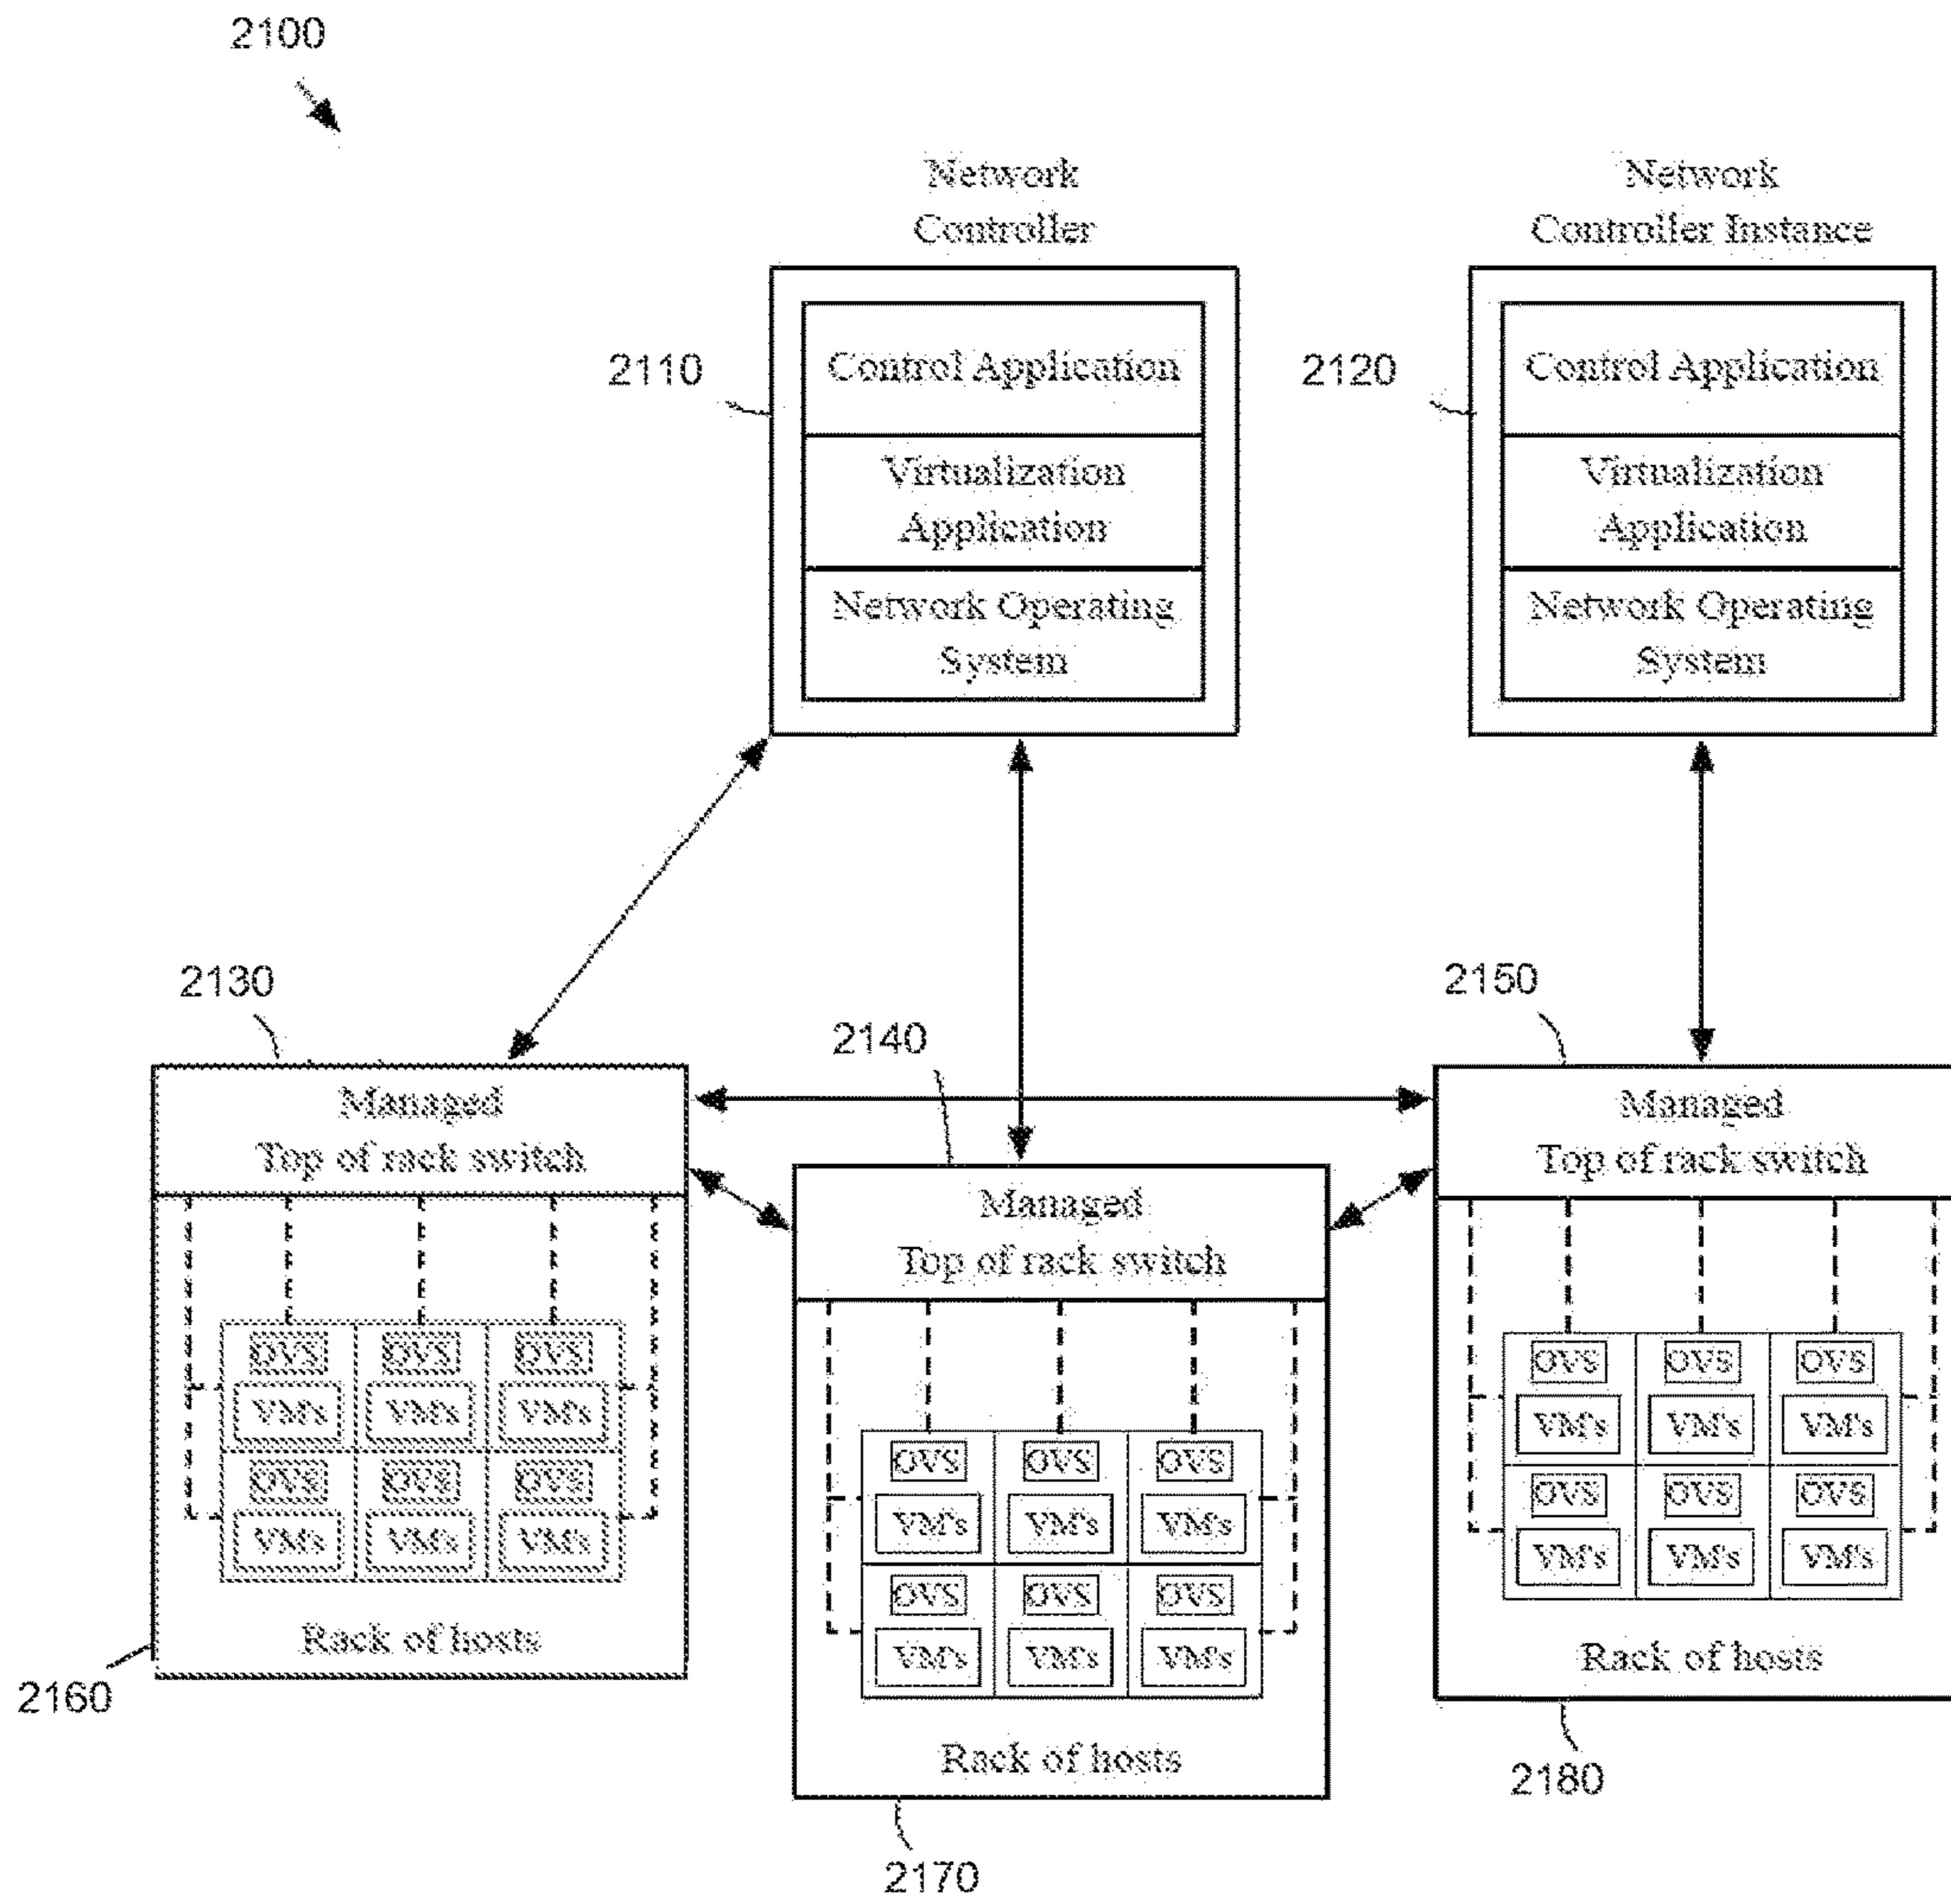 2100
Network
Controller
Network
Controller Instance
2110
Control Application
Virtualization
Application
Network Operating
System
2120
Control Application
Virtualization
Application
Network Operating
System
2130
Managed
Top of rack switch
OVS OVS OVS
VM's VM's VM's
OVS OVS OVS
VM's VM's VM's
Rack of hosts
2160
2140
Managed
Top of rack switch
OVS OVS OVS
VM's VM's VM's
OVS OVS OVS
VM's VM's VM's
Rack of hosts
2170
2150
Managed
Top of rack switch
OVS OVS OVS
VM's VM's VM's
OVS OVS OVS
VM's VM's VM's
Rack of hosts
2180